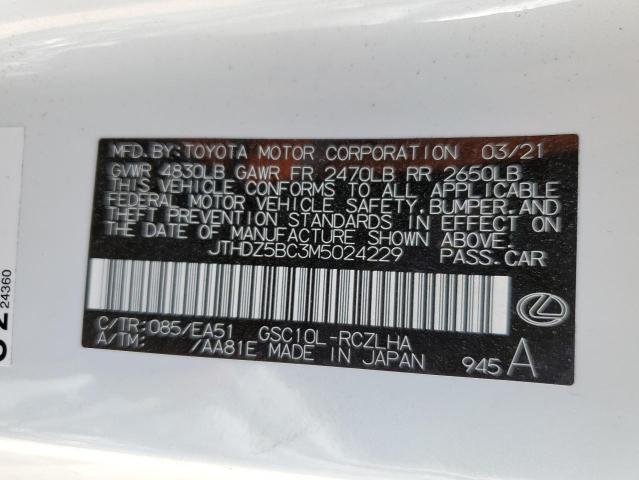 MFD. BY: TOYOTA MOTOR CORPORATION 03/21
GVWR 4830LB GAWR FR 2470LB RR 2650LB
THIS VEHICLE CONFORMS TO ALL APPLICABLE
FEDERAL MOTOR VEHICLE SAFETY, BUMPER, AND
THEFT PREVENTION STANDARDS IN EFFECT ON
THE DATE OF MANUFACTURE SHOWN ABOVE.
JTHDZ5BC3M5024229 PASS.CAR
C/TR: 085/EA51 GSC10L-RCZLHA
A/TM: /AA81E MADE IN JAPAN 945 A
24360